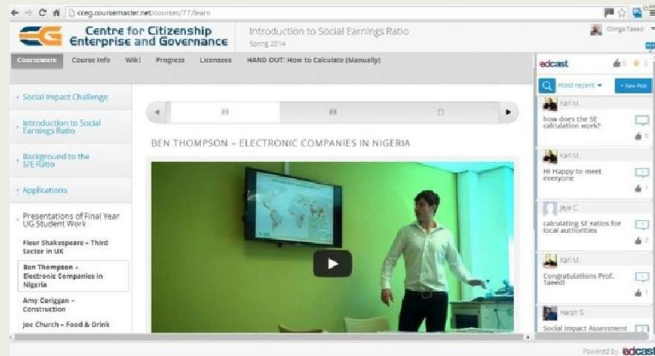 cceg.coursemaster.net/courses/77/learn
Centre for Citizenship
Enterprise and Governance
Introduction to Social Earnings Ratio
Spring 2014
Olinga Taeed
Courseware Course Info Wiki Progress Licensees HAND OUT: How to Calculate (Manually)
Social Impact Challenge
Introduction to Social
Earnings Ratio
Background to the
S/E Ratio
Applications
Presentations of Final Year
UG Student Work
Fleur Shakespeare – Third
Sector in UK
Ben Thompson –
Electronic Companies in
Nigeria
Amy Corrigan –
Construction
Joe Church – Food & Drink
BEN THOMPSON – ELECTRONIC COMPANIES IN NIGERIA
edcast
most recent
+ New Post
Karl M.
how does the SE
calculation work?
Karl M.
Hi Happy to meet
everyone
Jaya C.
calculating SE ratios for
local authorities
Karl M.
Congratulations Prof.
Taeed!
Harish S.
Social Impact Assessment
Powered by edcast